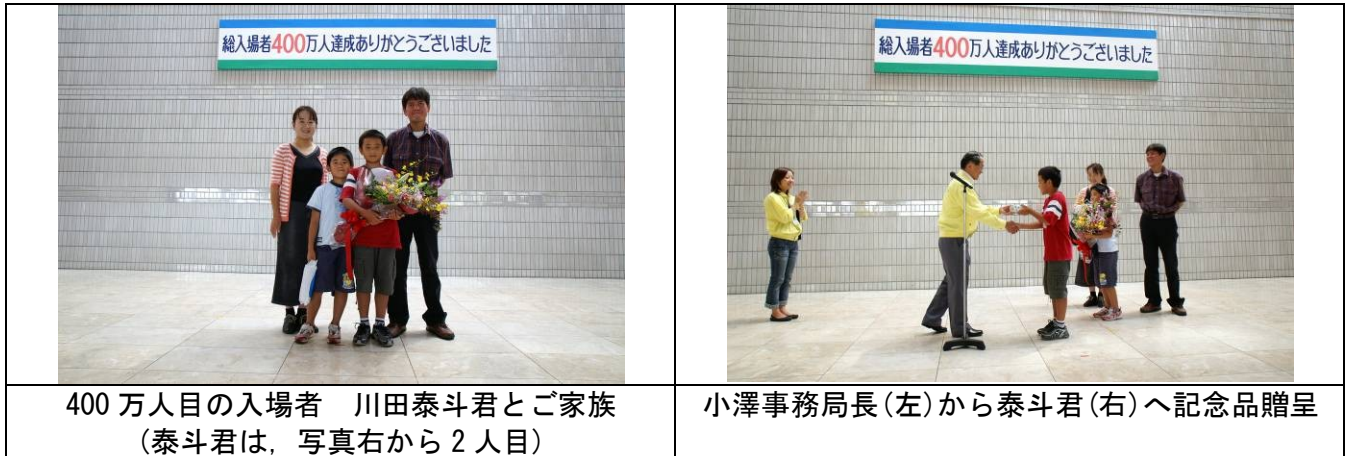 総入場者400万人達成ありがとうございました
総入場者400万人達成ありがとうございました
400万人目の入場者　川田泰斗君とご家族
(泰斗君は，写真右から2人目)
小澤事務局長(左)から泰斗君(右)へ記念品贈呈